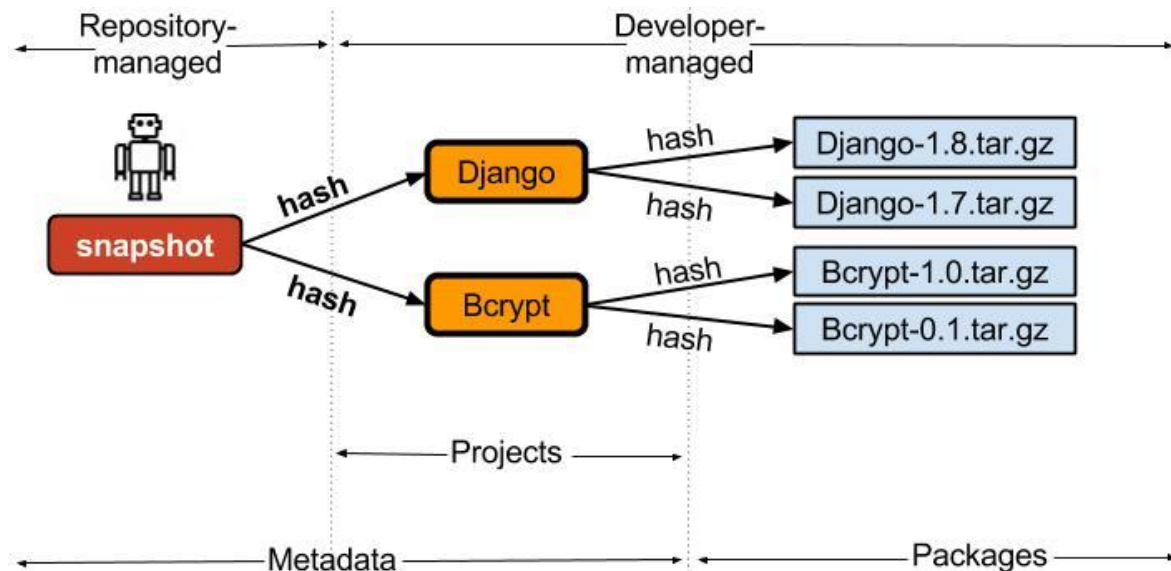 Repository-
managed
Developer-
managed
hash
Django-1.8.tar.gz
Django
hash
hash
Django-1.7.tar.gz
snapshot
hash
hash
Bcrypt-1.0.tar.gz
Bcrypt
hash
Bcrypt-0.1.tar.gz
Projects
Metadata
Packages